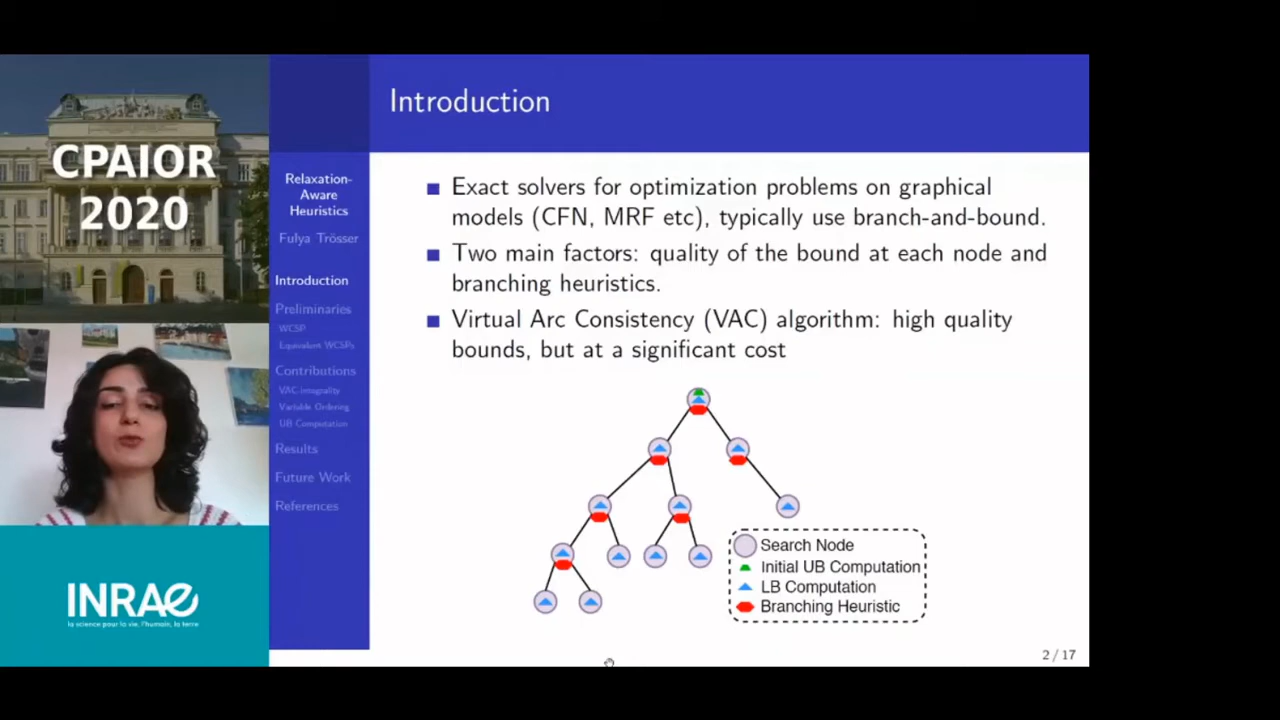 CPAIOR
2020
INRAE
la science pour la vie, l'humain, la terre
Relaxation-
Aware
Heuristics
Fulya Trösser
Introduction
Preliminaries
WCSP
Equivalent WCSPs
Contributions
VAC-integrality
Variable Ordering
UB Computation
Results
Future Work
References
Introduction
Exact solvers for optimization problems on graphical
models (CFN, MRF etc), typically use branch-and-bound.
Two main factors: quality of the bound at each node and
branching heuristics.
Virtual Arc Consistency (VAC) algorithm: high quality
bounds, but at a significant cost
Search Node
Initial UB Computation
LB Computation
Branching Heuristic
2 / 17